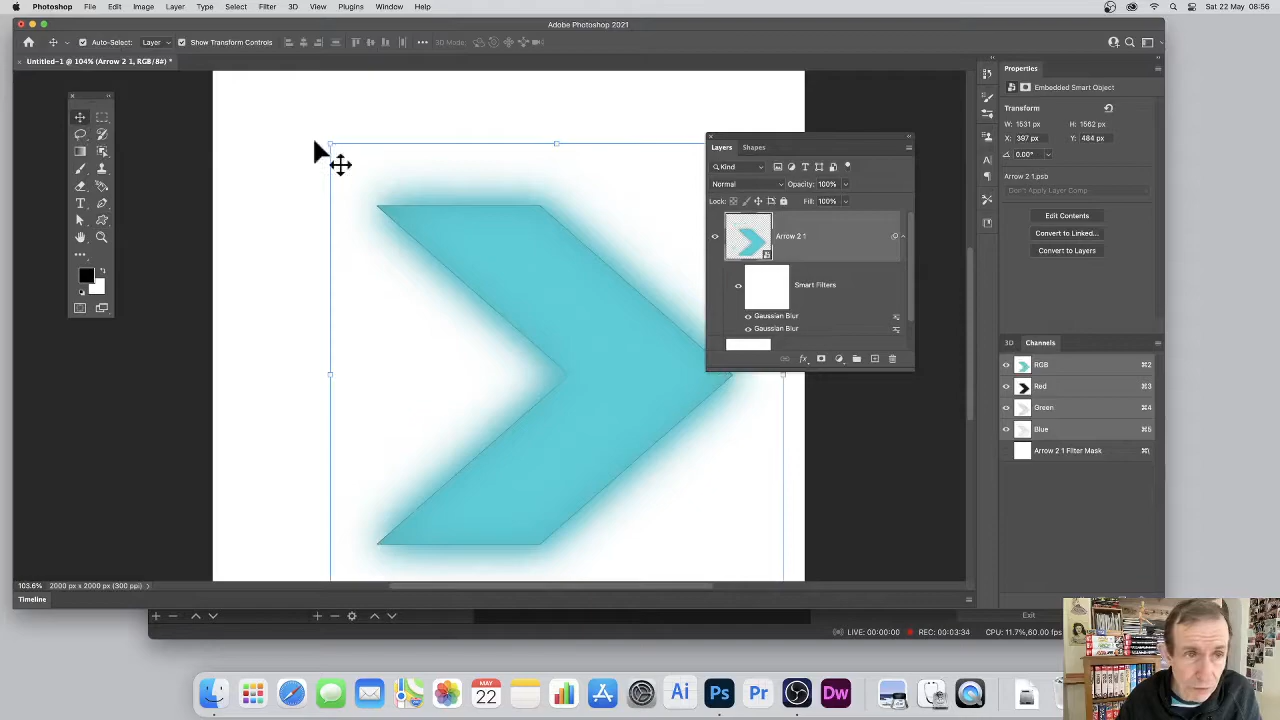 Photoshop File Edit Image Layer Type Select Filter 3D View Plugins Window Help Sat 22 May 08:56
Adobe Photoshop 2021
Auto-Select: Layer Show Transform Controls 3D Mode:
Untitled-1 @ 104% (Arrow 2 1, RGB/8#) *
Layers Shapes
Kind
Normal Opacity: 100%
Lock: Fill: 100%
Arrow 2 1
Smart Filters
Gaussian Blur
Gaussian Blur
Properties
Embedded Smart Object
Transform
W: 1531 px H: 1562 px
X: 397 px Y: 484 px
0.00°
Arrow 2 1.psb
Don't Apply Layer Comp
Edit Contents
Convert to Linked...
Convert to Layers
3D Channels
RGB ⌘2
Red ⌘3
Green ⌘4
Blue ⌘5
Arrow 2 1 Filter Mask ⌘\
103.6% 2000 px x 2000 px (300 ppi)
Timeline
Exit
LIVE: 00:00:00 REC: 00:03:34 CPU: 11.7%, 60.00 fps
MAY
22
Ai Ps Pr Dw